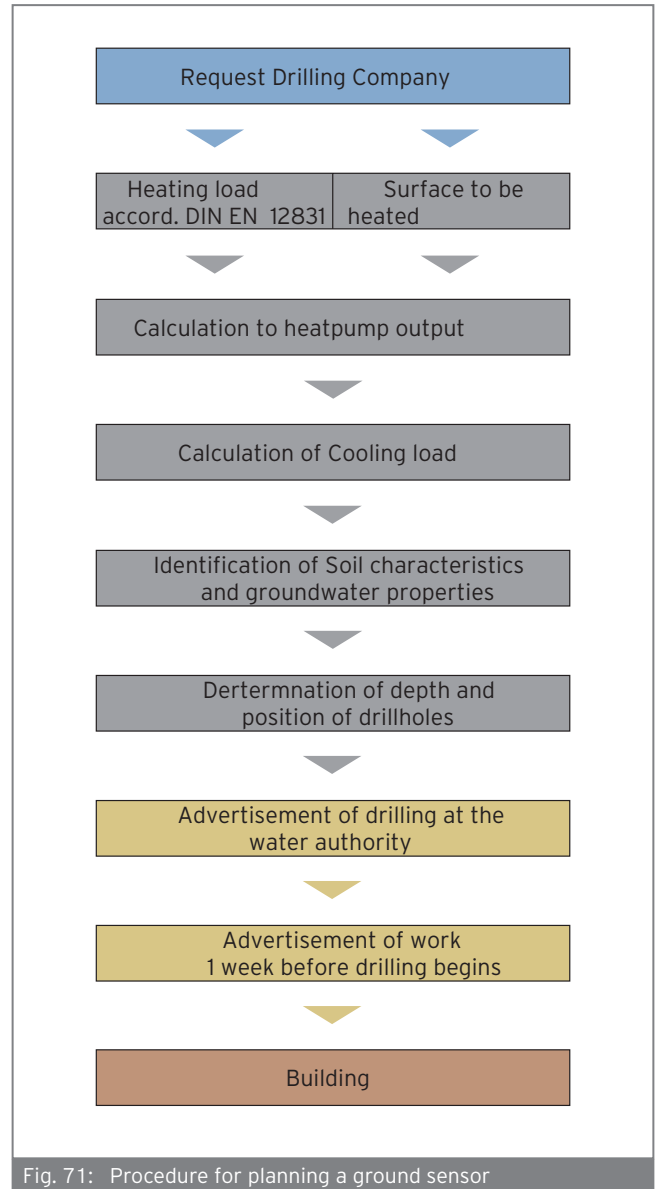 Request Drilling Company
Heating load
accord. DIN EN 12831
Surface to be
heated
Calculation to heatpump output
Calculation of Cooling load
Identification of Soil characteristics
and groundwater properties
Dertermnation of depth and
position of drillholes
Advertisement of drilling at the
water authority
Advertisement of work
1 week before drilling begins
Building
Fig. 71: Procedure for planning a ground sensor